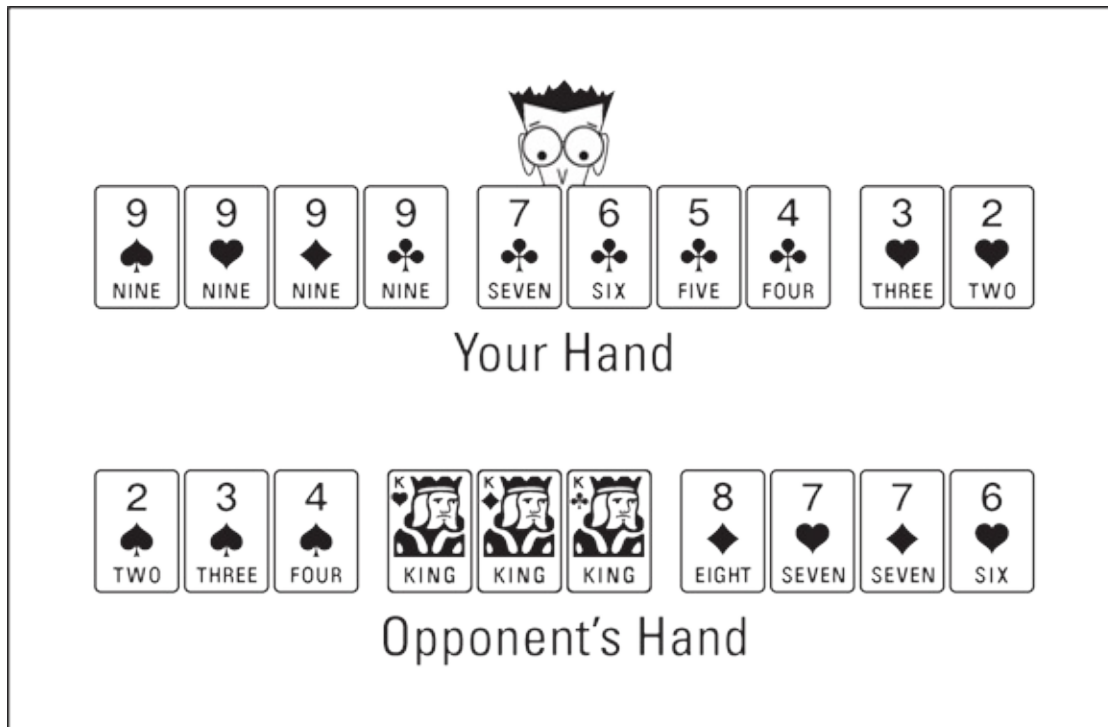 9 9 9 9 7 6 5 4 3 2
NINE NINE NINE NINE SEVEN SIX FIVE FOUR THREE TWO
Your Hand
2 3 4 K K K 8 7 7 6
TWO THREE FOUR KING KING KING EIGHT SEVEN SEVEN SIX
Opponent's Hand